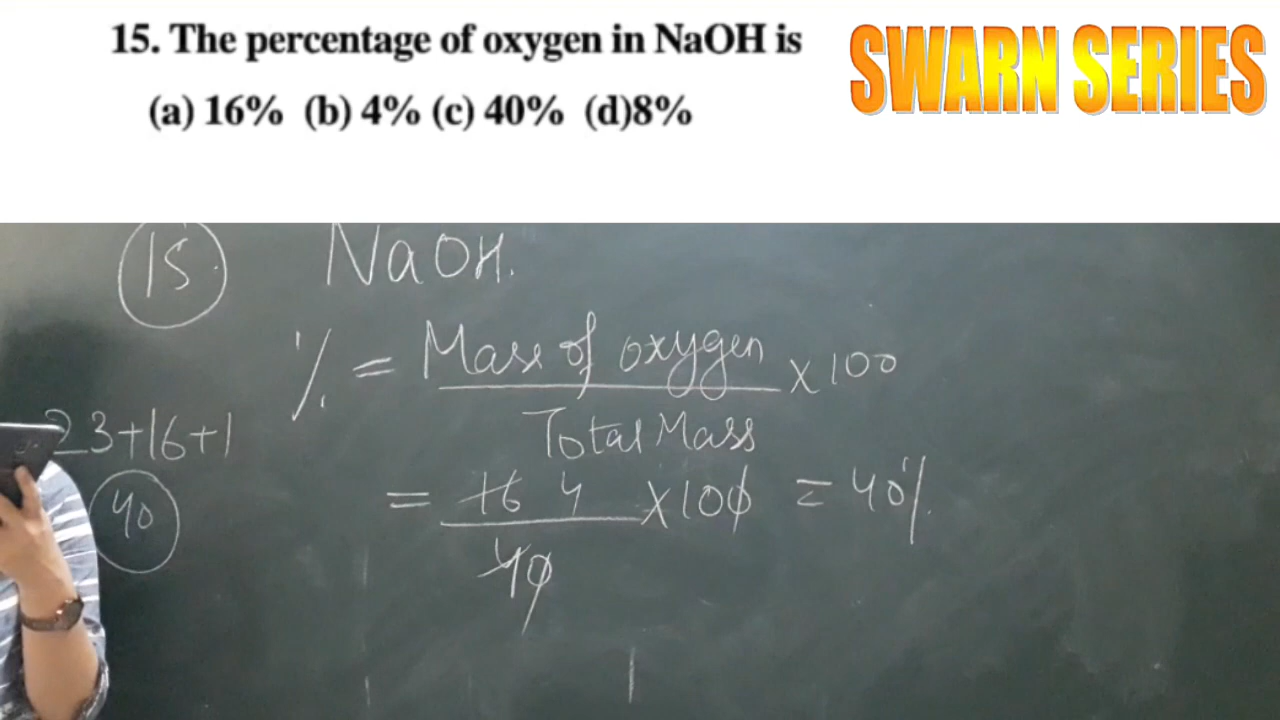 15. The percentage of oxygen in NaOH is
(a) 16% (b) 4% (c) 40% (d)8%
SWARN SERIES
15 NaOH.
% = Mass of oxygen / Total Mass × 100
23+16+1
40
= 16 4 / 40 × 100 = 40%